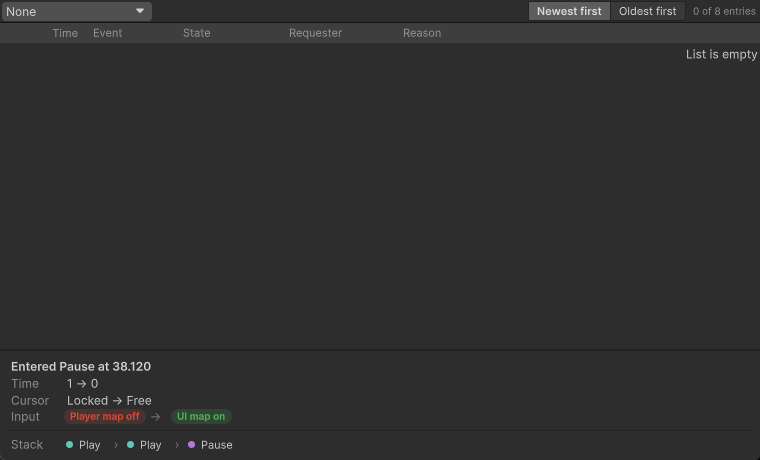 None Newest first Oldest first 0 of 8 entries
Time Event State Requester Reason
List is empty
Entered Pause at 38.120
Time 1 → 0
Cursor Locked → Free
Input Player map off → UI map on
Stack Play › Play › Pause